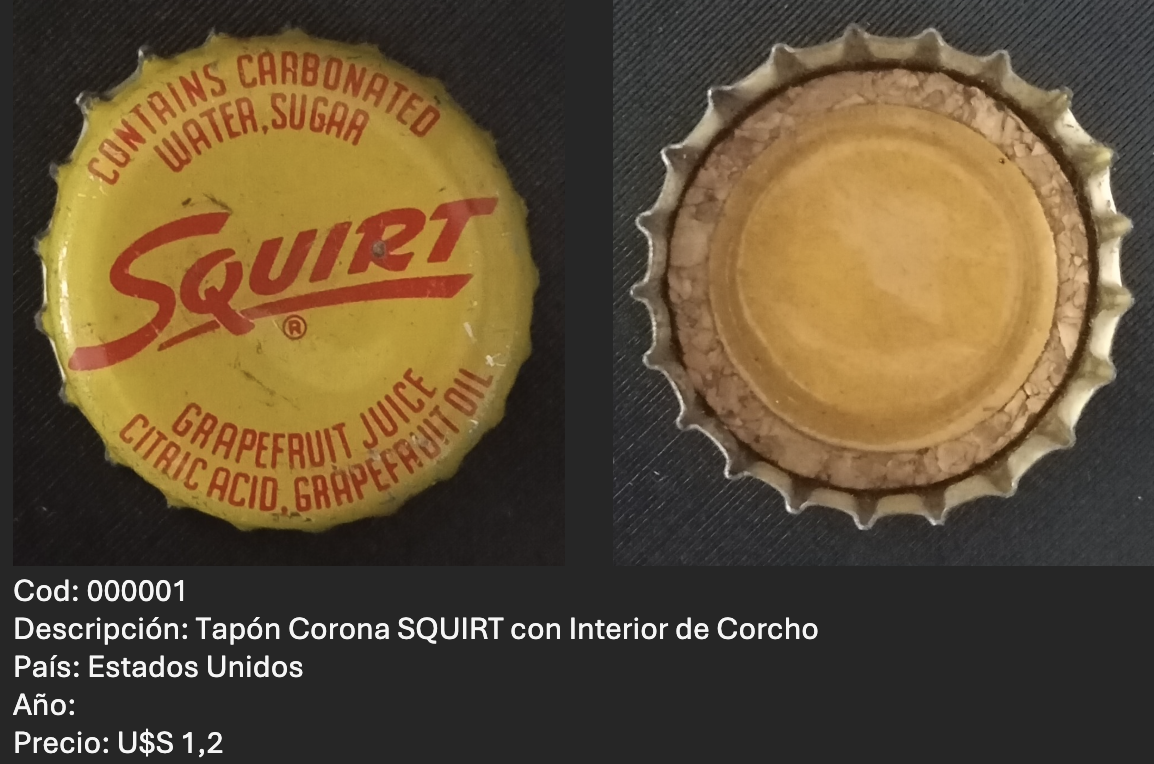 CONTAINS CARBONATED
WATER, SUGAR
SQUIRT
®
GRAPEFRUIT JUICE
CITRIC ACID, GRAPEFRUIT OIL
Cod: 000001
Descripción: Tapón Corona SQUIRT con Interior de Corcho
País: Estados Unidos
Año:
Precio: U$S 1,2